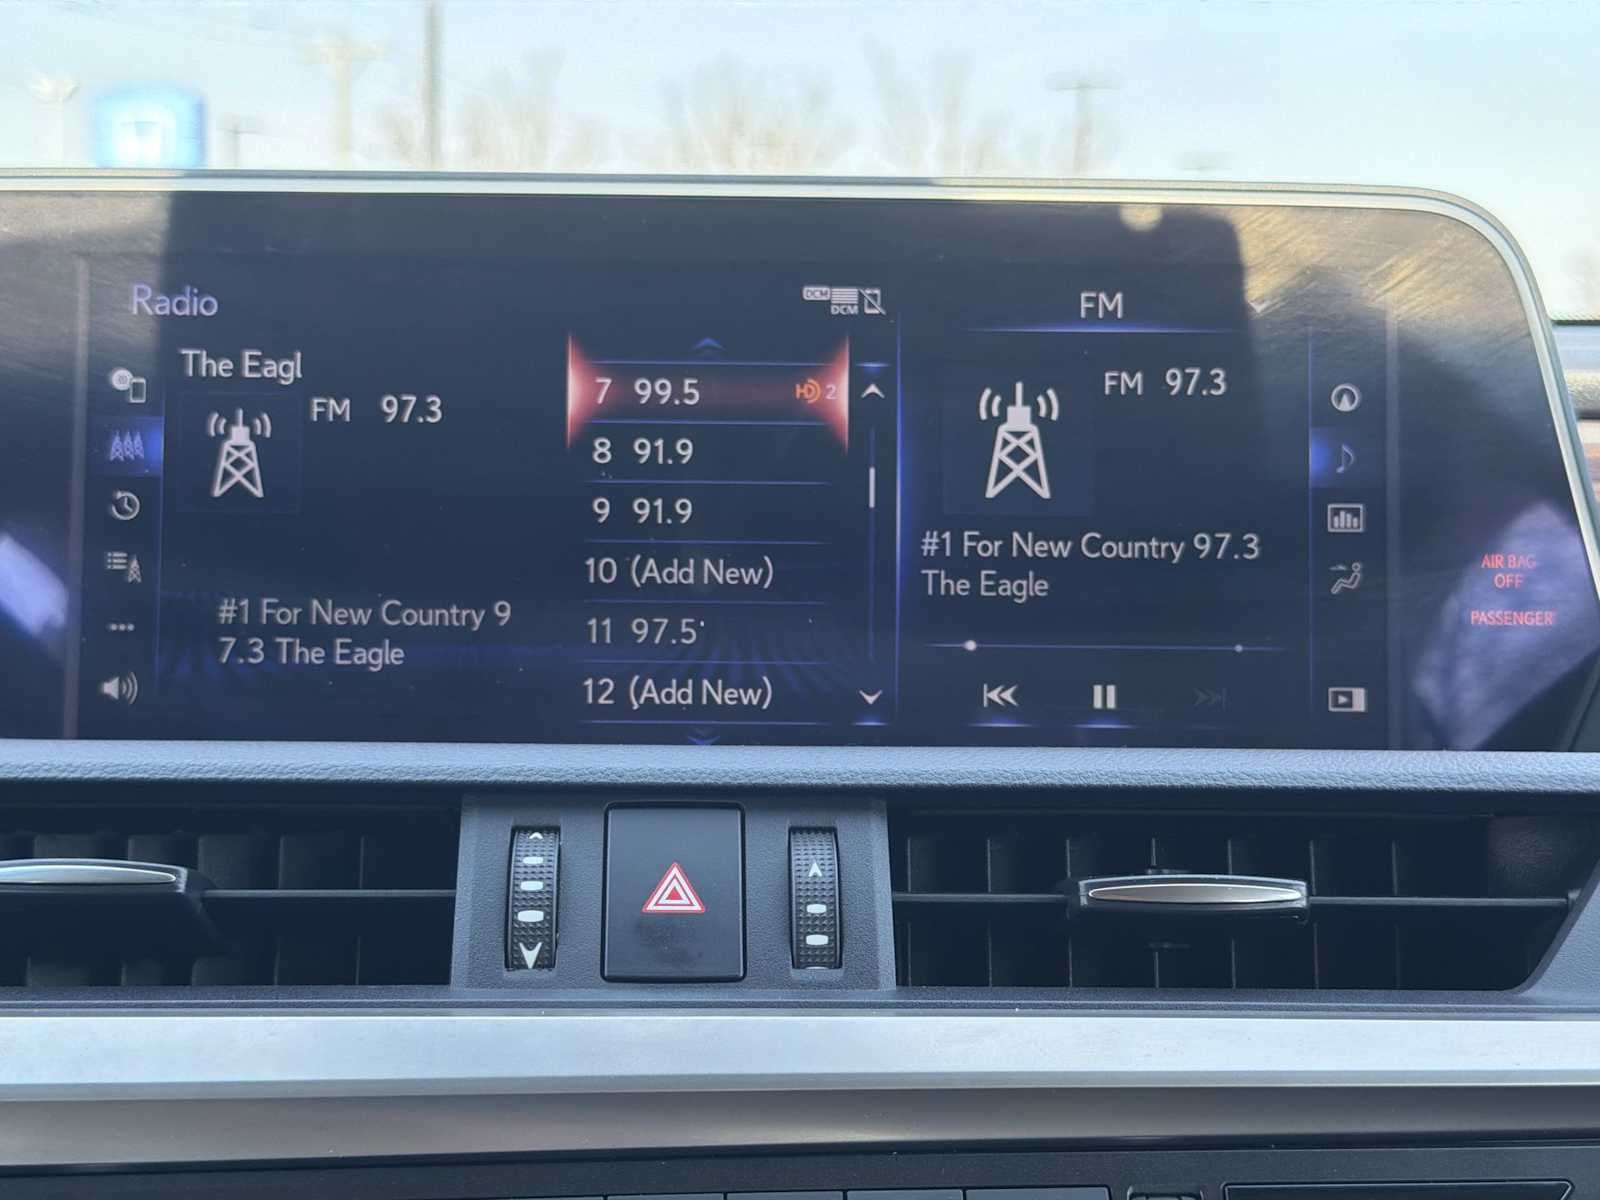 Radio
DCM
DCM
FM
The Eagl
FM 97.3
#1 For New Country 9
7.3 The Eagle
7 99.5 HD 2
8 91.9
9 91.9
10 (Add New)
11 97.5
12 (Add New)
FM 97.3
#1 For New Country 97.3
The Eagle
AIR BAG
OFF
PASSENGER